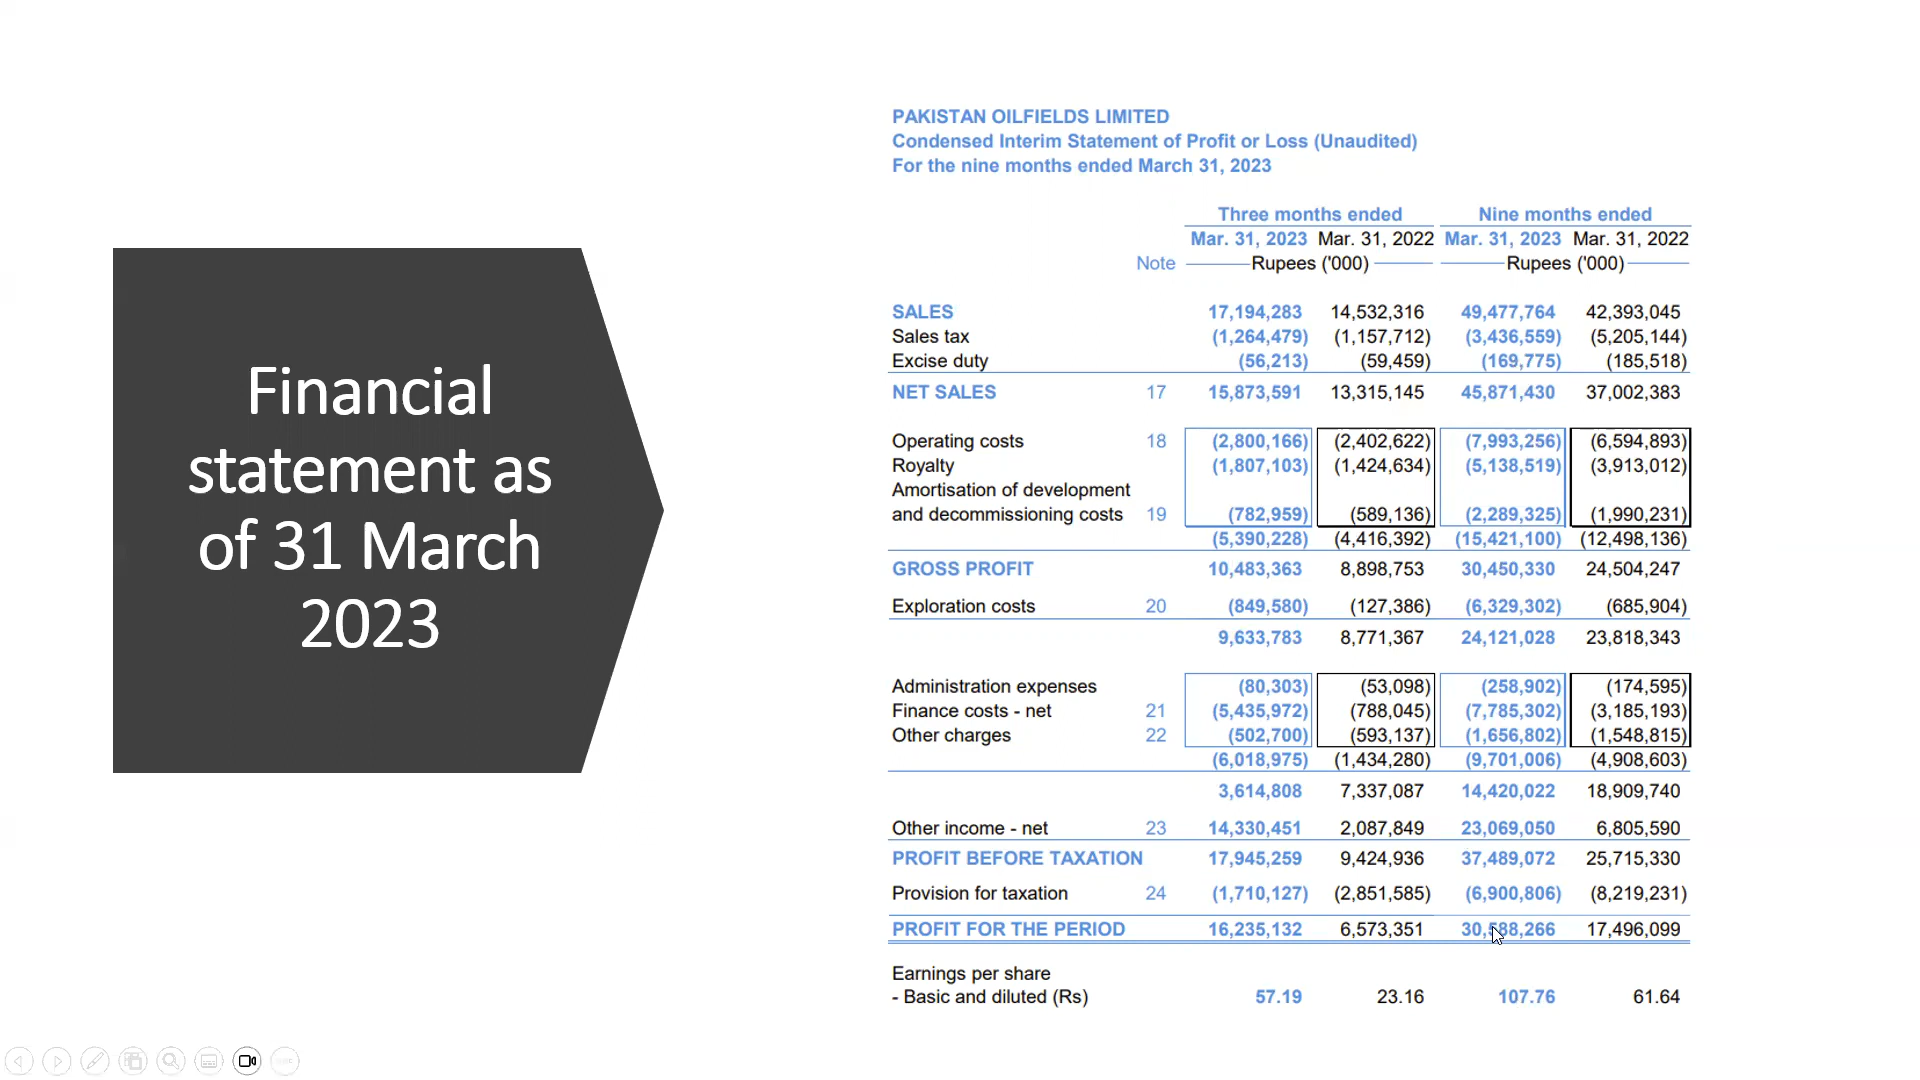 Financial
statement as
of 31 March
2023
PAKISTAN OILFIELDS LIMITED
Condensed Interim Statement of Profit or Loss (Unaudited)
For the nine months ended March 31, 2023
Three months ended Nine months ended
Mar. 31, 2023 Mar. 31, 2022 Mar. 31, 2023 Mar. 31, 2022
Note Rupees ('000) Rupees ('000)
SALES 17,194,283 14,532,316 49,477,764 42,393,045
Sales tax (1,264,479) (1,157,712) (3,436,559) (5,205,144)
Excise duty (56,213) (59,459) (169,775) (185,518)
NET SALES 17 15,873,591 13,315,145 45,871,430 37,002,383
Operating costs 18 (2,800,166) (2,402,622) (7,993,256) (6,594,893)
Royalty (1,807,103) (1,424,634) (5,138,519) (3,913,012)
Amortisation of development
and decommissioning costs 19 (782,959) (589,136) (2,289,325) (1,990,231)
(5,390,228) (4,416,392) (15,421,100) (12,498,136)
GROSS PROFIT 10,483,363 8,898,753 30,450,330 24,504,247
Exploration costs 20 (849,580) (127,386) (6,329,302) (685,904)
9,633,783 8,771,367 24,121,028 23,818,343
Administration expenses (80,303) (53,098) (258,902) (174,595)
Finance costs - net 21 (5,435,972) (788,045) (7,785,302) (3,185,193)
Other charges 22 (502,700) (593,137) (1,656,802) (1,548,815)
(6,018,975) (1,434,280) (9,701,006) (4,908,603)
3,614,808 7,337,087 14,420,022 18,909,740
Other income - net 23 14,330,451 2,087,849 23,069,050 6,805,590
PROFIT BEFORE TAXATION 17,945,259 9,424,936 37,489,072 25,715,330
Provision for taxation 24 (1,710,127) (2,851,585) (6,900,806) (8,219,231)
PROFIT FOR THE PERIOD 16,235,132 6,573,351 30,588,266 17,496,099
Earnings per share
- Basic and diluted (Rs) 57.19 23.16 107.76 61.64